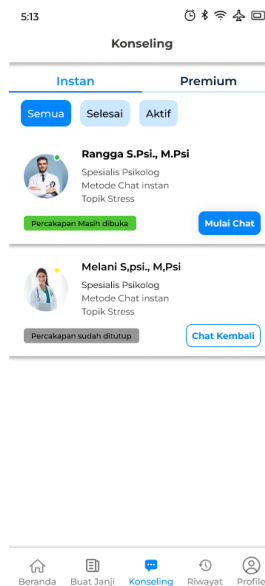 5:13
Konseling
Instan Premium
Semua Selesai Aktif
Rangga S.Psi., M.Psi
Spesialis Psikolog
Metode Chat instan
Topik Stress
Percakapan Masih dibuka Mulai Chat
Melani S,psi., M,Psi
Spesialis Psikolog
Metode Chat instan
Topik Stress
Percakapan sudah ditutup Chat Kembali
Beranda Buat Janji Konseling Riwayat Profile